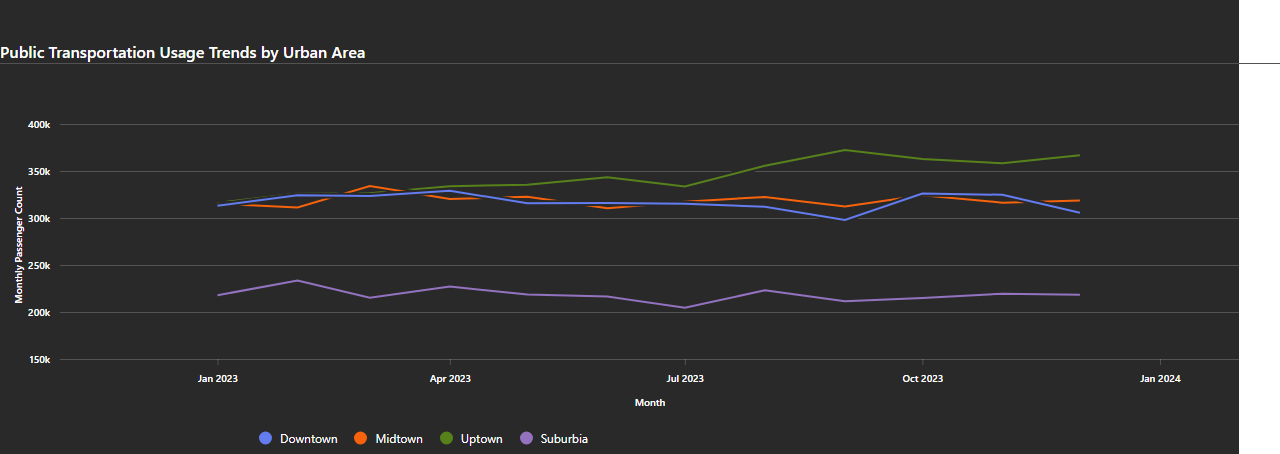 Public Transportation Usage Trends by Urban Area
400k
350k
300k
250k
200k
150k
Monthly Passenger Count
Jan 2023 Apr 2023 Jul 2023 Oct 2023 Jan 2024
Month
Downtown Midtown Uptown Suburbia